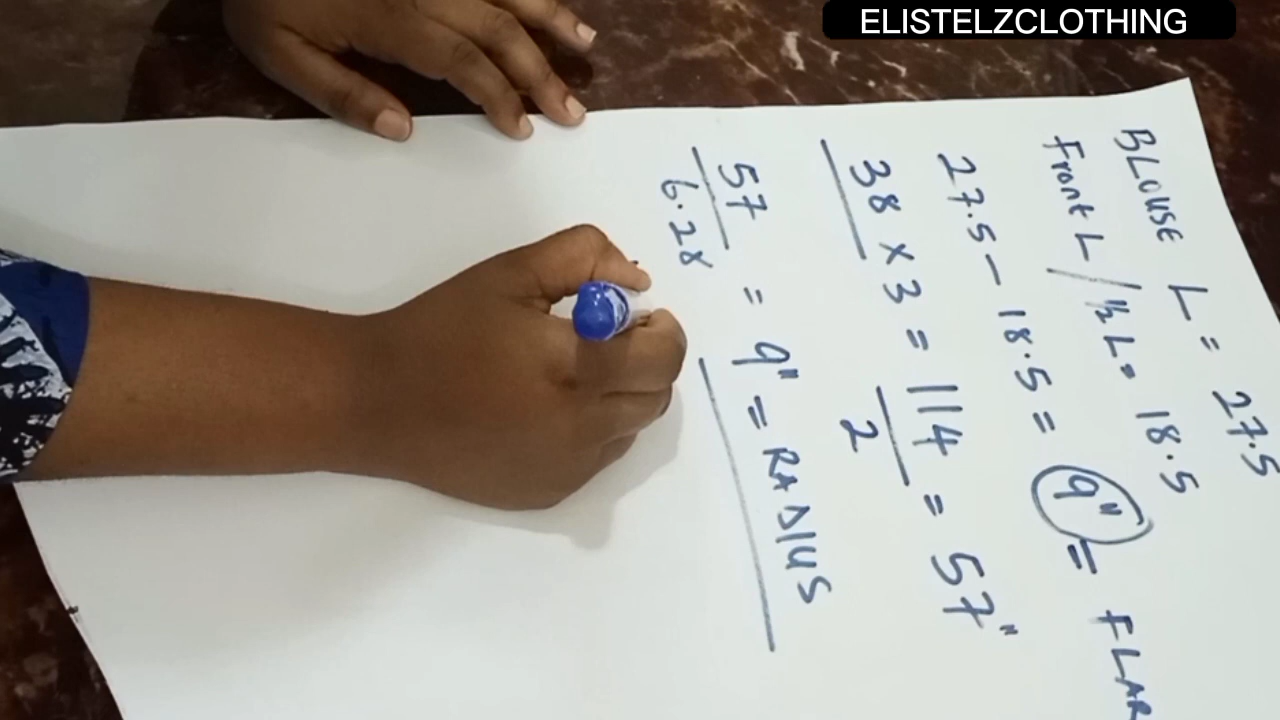 ELISTELZCLOTHING
BLOUSE L = 27.5
Front L / ½ L = 18.5
27.5 - 18.5 = 9" = FLAR
38 x 3 = 114 = 57"
2
57 = 9" = RADIUS
6.28